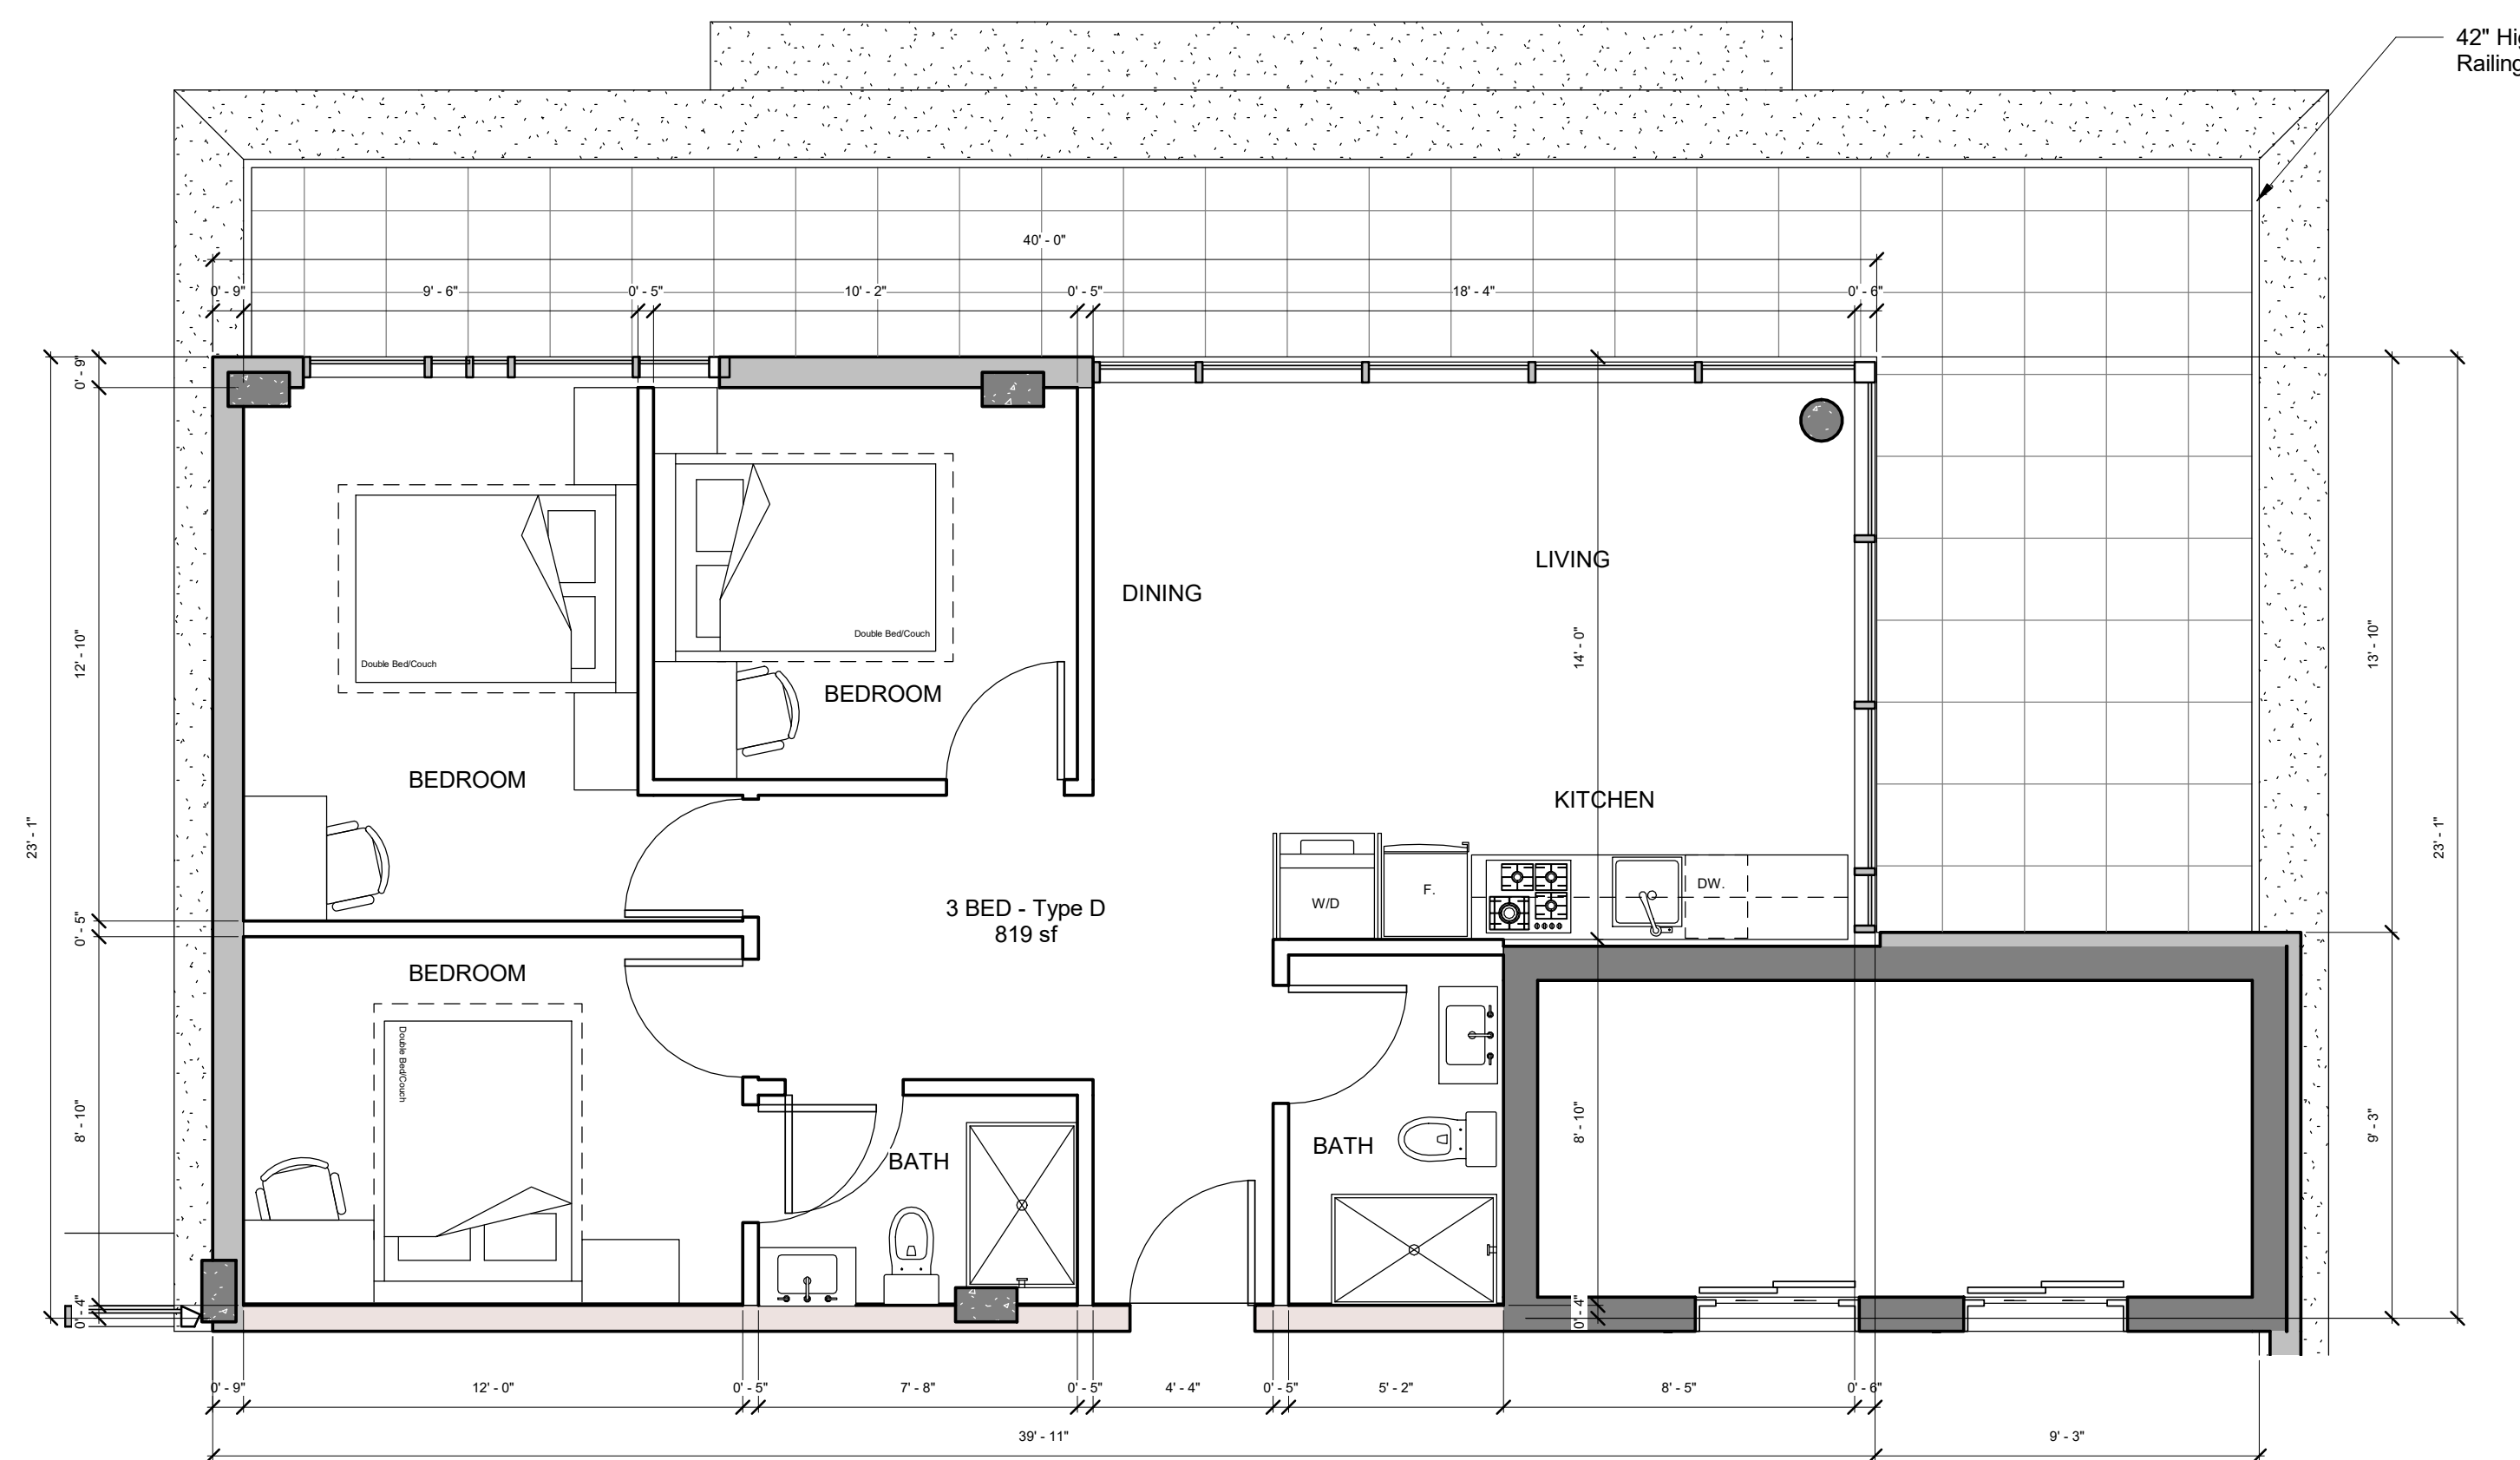 42" Hi
Railing
40' - 0"
0' - 9"
9' - 6"
0' - 5"
10' - 2"
0' - 5"
18' - 4"
0' - 6"
0' - 9"
12' - 10"
23' - 1"
0' - 5"
8' - 10"
0' - 4"
Double Bed/Couch
BEDROOM
Double Bed/Couch
BEDROOM
DINING
LIVING
14' - 0"
13' - 10"
23' - 1"
KITCHEN
W/D
F.
DW.
3 BED - Type D
819 sf
BEDROOM
Double Bed/Couch
BATH
BATH
8' - 10"
9' - 3"
0' - 4"
0' - 9"
12' - 0"
0' - 5"
7' - 8"
0' - 5"
4' - 4"
0' - 5"
5' - 2"
8' - 5"
0' - 6"
39' - 11"
9' - 3"